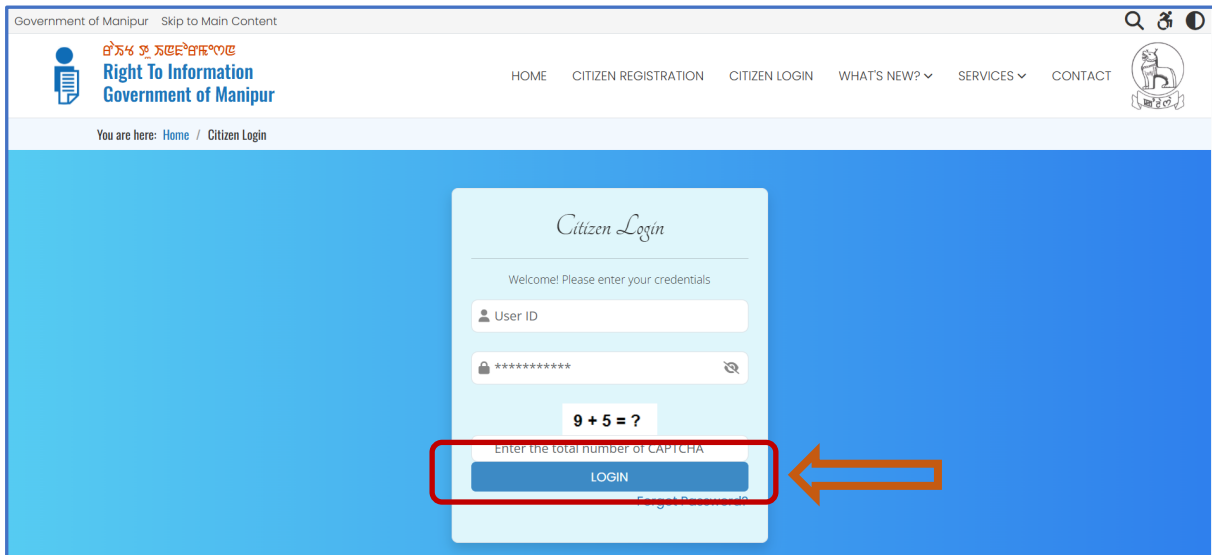 Government of Manipur Skip to Main Content
Right To Information
Government of Manipur
HOME CITIZEN REGISTRATION CITIZEN LOGIN WHAT'S NEW? SERVICES CONTACT
You are here: Home / Citizen Login
Citizen Login
Welcome! Please enter your credentials
User ID
***********
9 + 5 = ?
Enter the total number of CAPTCHA
LOGIN
Forgot Password?